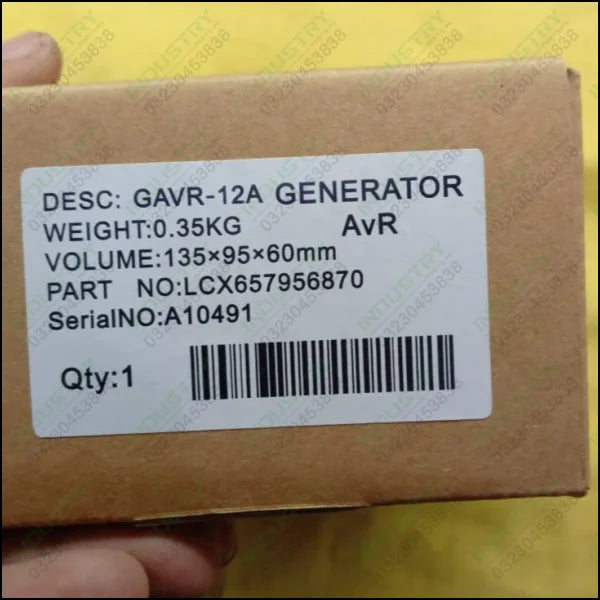 DESC: GAVR-12A GENERATOR
WEIGHT:0.35KG AvR
VOLUME:135×95×60mm
PART NO:LCX657956870
SerialNO:A10491
Qty:1
INDUSTRY
03230453838